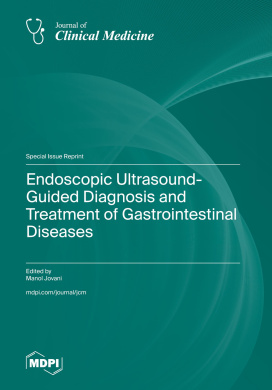 Journal of
Clinical Medicine
Special Issue Reprint
Endoscopic Ultrasound-
Guided Diagnosis and
Treatment of Gastrointestinal
Diseases
Edited by
Manol Jovani
mdpi.com/journal/jcm
MDPI